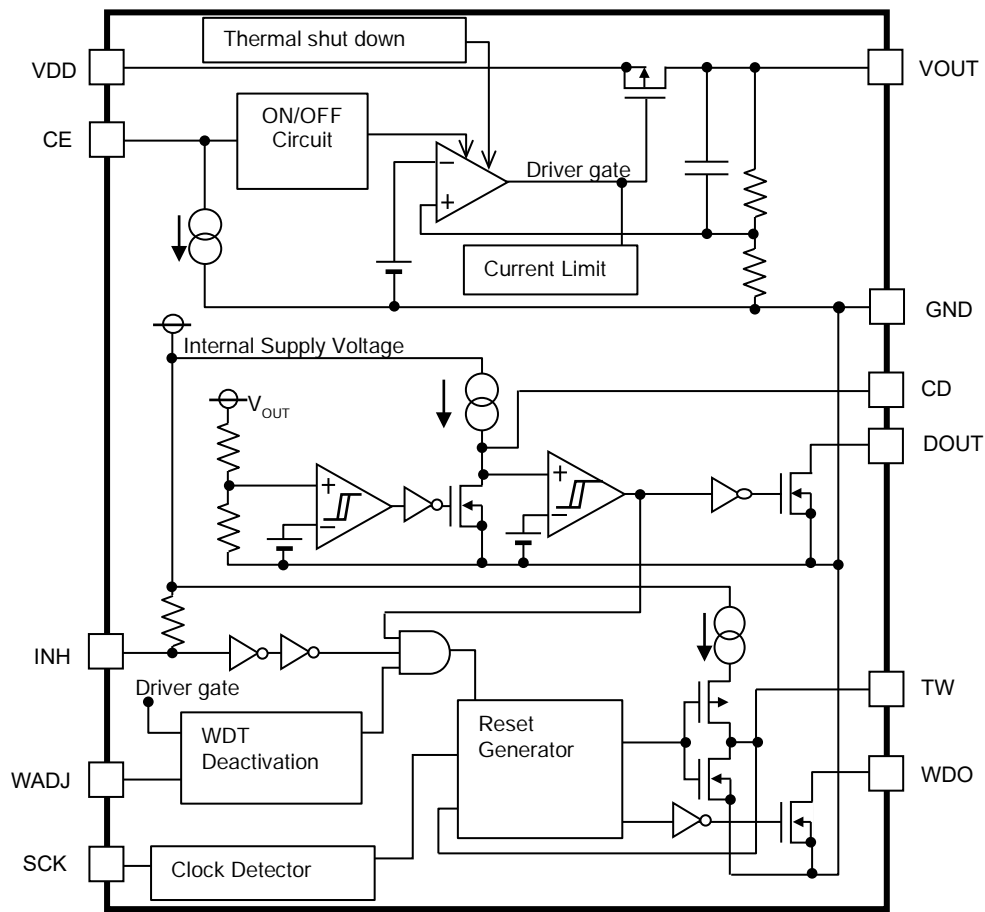 Thermal shut down
VDD
VOUT
CE
ON/OFF
Circuit
−
Driver gate
+
Current Limit
GND
Internal Supply Voltage
CD
VOUT
DOUT
+
−
+
−
INH
Driver gate
TW
WDT
Deactivation
Reset
Generator
WADJ
WDO
SCK
Clock Detector